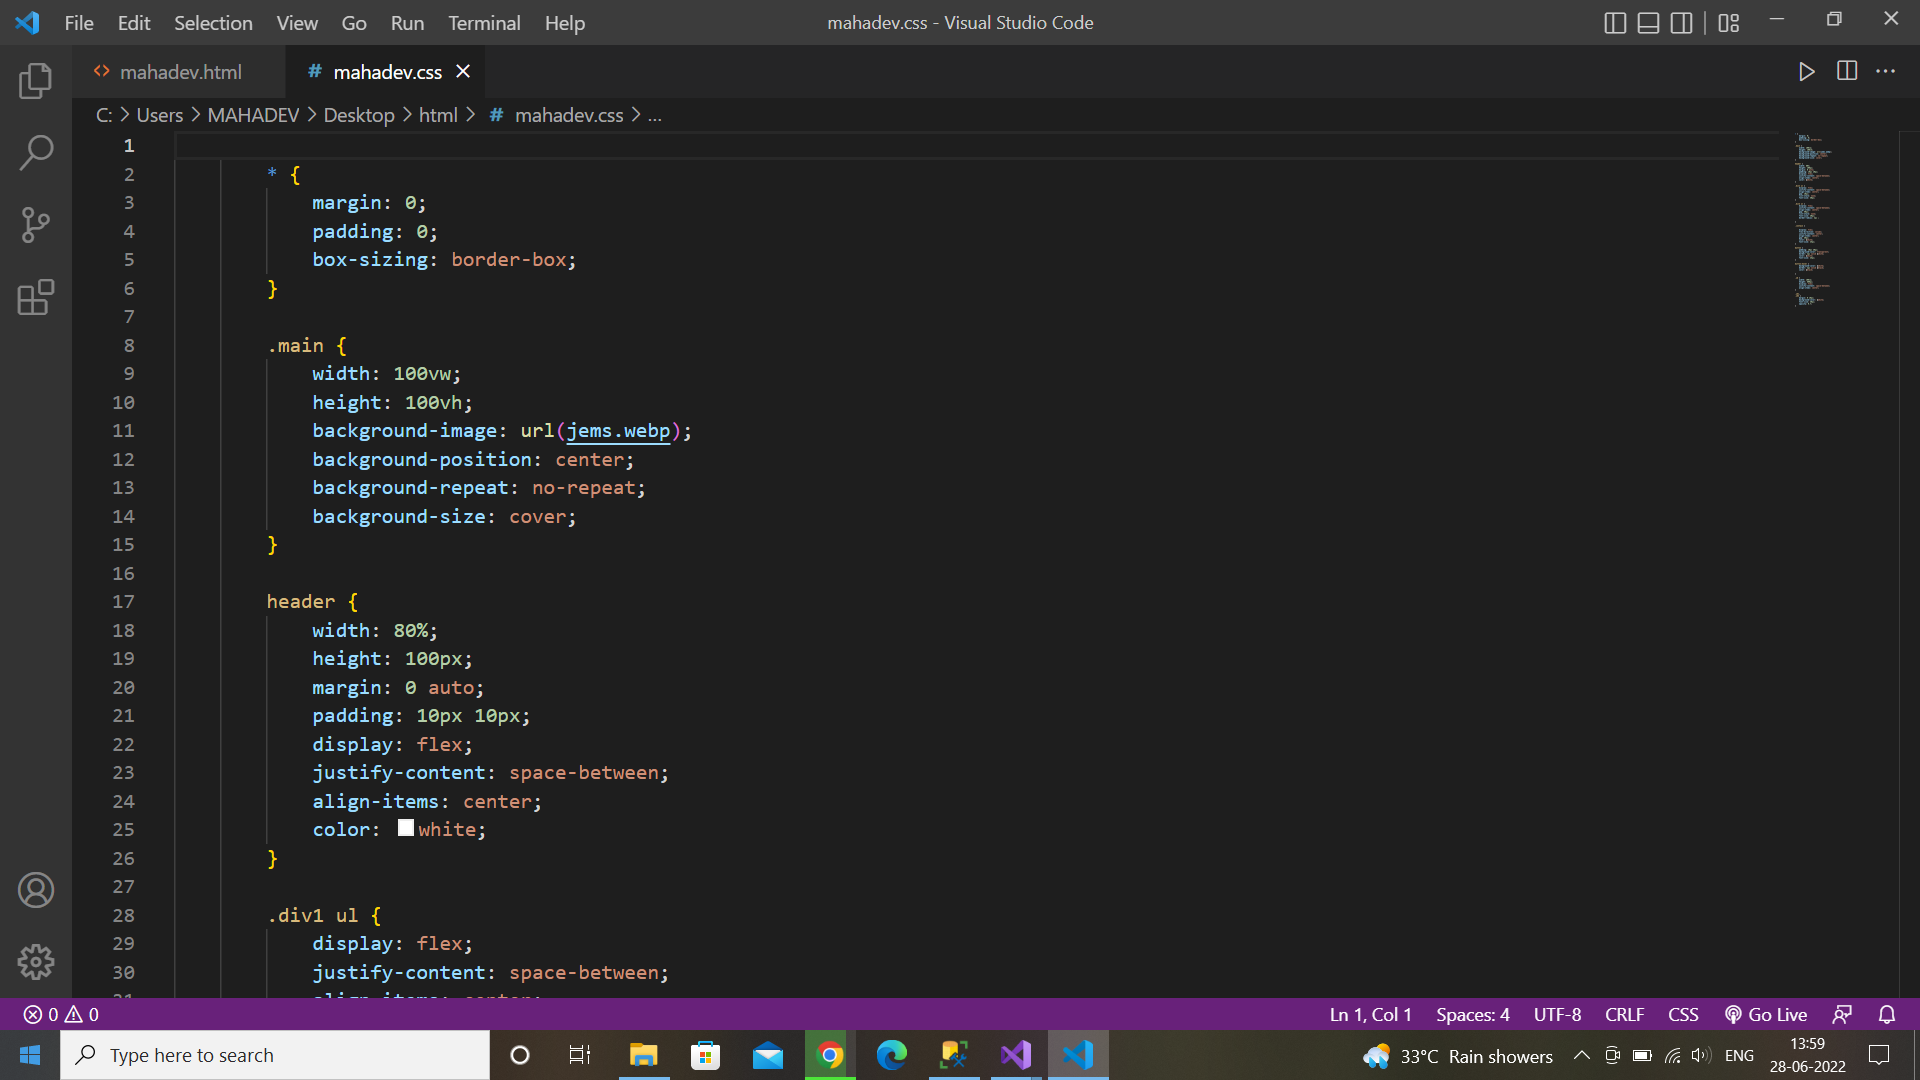 File Edit Selection View Go Run Terminal Help
mahadev.css - Visual Studio Code
mahadev.html
# mahadev.css
C: > Users > MAHADEV > Desktop > html > # mahadev.css > ...
1
2 * {
3 margin: 0;
4 padding: 0;
5 box-sizing: border-box;
6 }
7
8 .main {
9 width: 100vw;
10 height: 100vh;
11 background-image: url(jems.webp);
12 background-position: center;
13 background-repeat: no-repeat;
14 background-size: cover;
15 }
16
17 header {
18 width: 80%;
19 height: 100px;
20 margin: 0 auto;
21 padding: 10px 10px;
22 display: flex;
23 justify-content: space-between;
24 align-items: center;
25 color: white;
26 }
27
28 .div1 ul {
29 display: flex;
30 justify-content: space-between;
0 0
Ln 1, Col 1 Spaces: 4 UTF-8 CRLF CSS Go Live
Type here to search
33°C Rain showers
ENG
13:59
28-06-2022